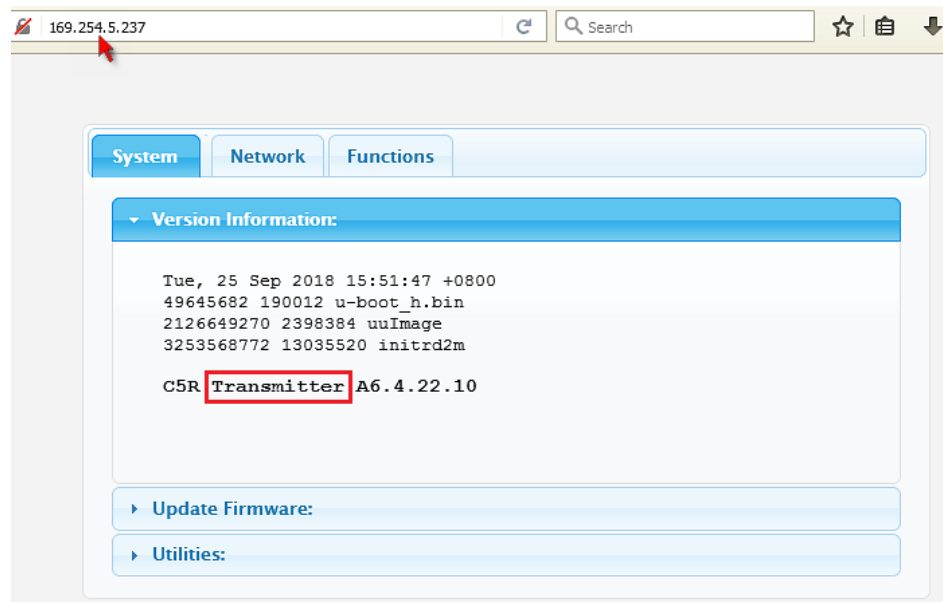 169.254.5.237
Search
System
Network
Functions
Version Information:
Tue, 25 Sep 2018 15:51:47 +0800
49645682 190012 u-boot_h.bin
2126649270 2398384 uuImage
3253568772 13035520 initrd2m
C5R Transmitter A6.4.22.10
Update Firmware:
Utilities: